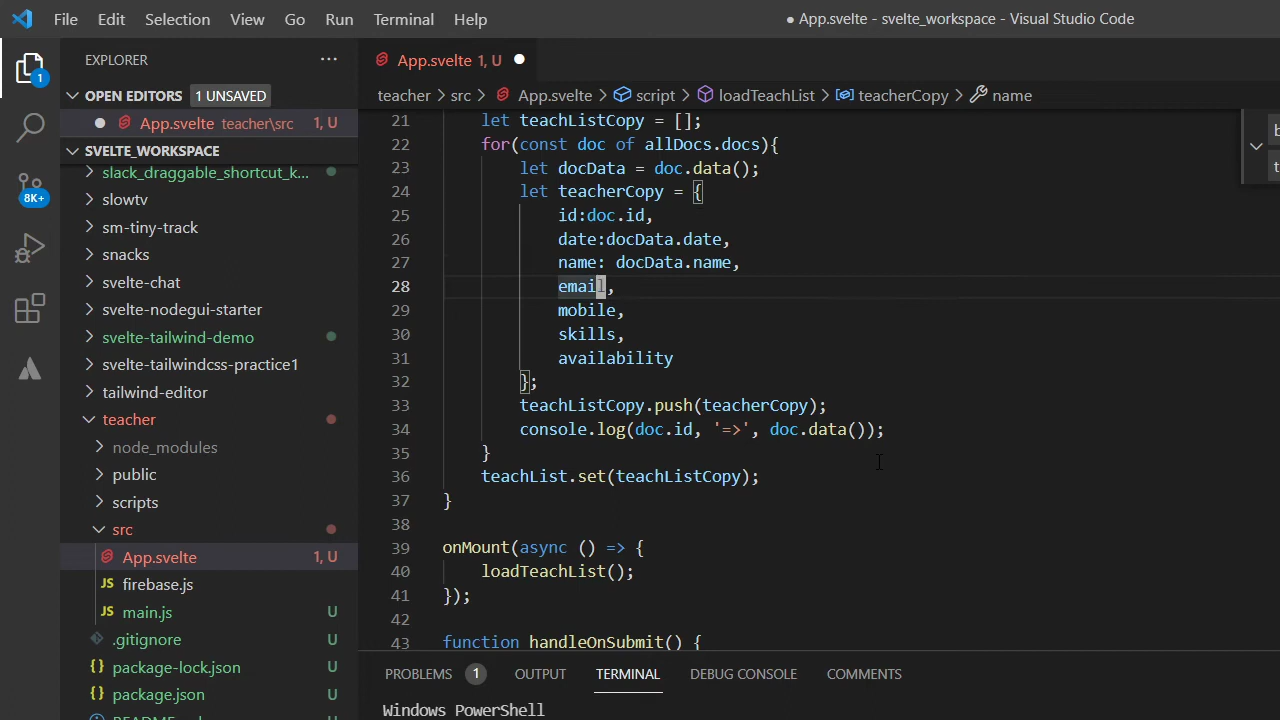 File Edit Selection View Go Run Terminal Help ● App.svelte - svelte_workspace - Visual Studio Code
EXPLORER ···
App.svelte 1, U
OPEN EDITORS 1 UNSAVED
App.svelte teacher\src 1, U
SVELTE_WORKSPACE
slack_draggable_shortcut_k...
slowtv
sm-tiny-track
snacks
svelte-chat
svelte-nodegui-starter
svelte-tailwind-demo
svelte-tailwindcss-practice1
tailwind-editor
teacher
node_modules
public
scripts
src
App.svelte 1, U
firebase.js
main.js U
.gitignore U
package-lock.json U
package.json U
1
8K+
teacher > src > App.svelte > script > loadTeachList > teacherCopy > name
21 let teachListCopy = [];
22 for(const doc of allDocs.docs){
23 let docData = doc.data();
24 let teacherCopy = {
25 id:doc.id,
26 date:docData.date,
27 name: docData.name,
28 email,
29 mobile,
30 skills,
31 availability
32 };
33 teachListCopy.push(teacherCopy);
34 console.log(doc.id, '=>', doc.data());
35 }
36 teachList.set(teachListCopy);
37 }
38
39 onMount(async () => {
40 loadTeachList();
41 });
42
43 function handleOnSubmit() {
PROBLEMS 1 OUTPUT TERMINAL DEBUG CONSOLE COMMENTS
Windows PowerShell